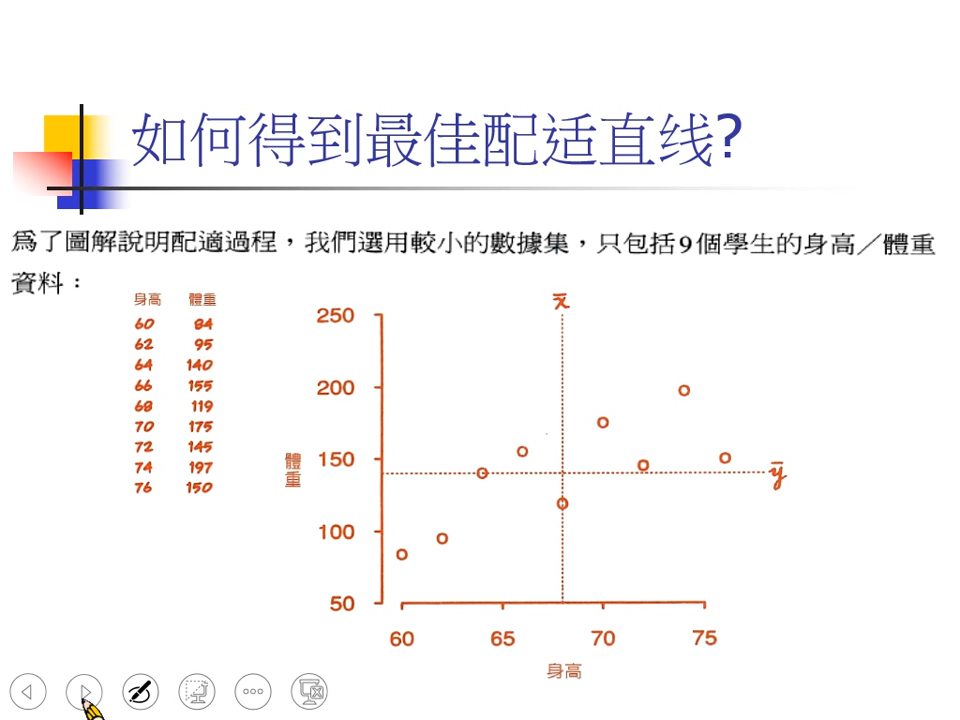 如何得到最佳配适直线?
為了圖解說明配適過程，我們選用較小的數據集，只包括9個學生的身高／體重
資料：
身高 體重
60 84
62 95
64 140
66 155
68 119
70 175
72 145
74 197
76 150
x̄
250
200
150
100
50
體重
ȳ
60 65 70 75
身高